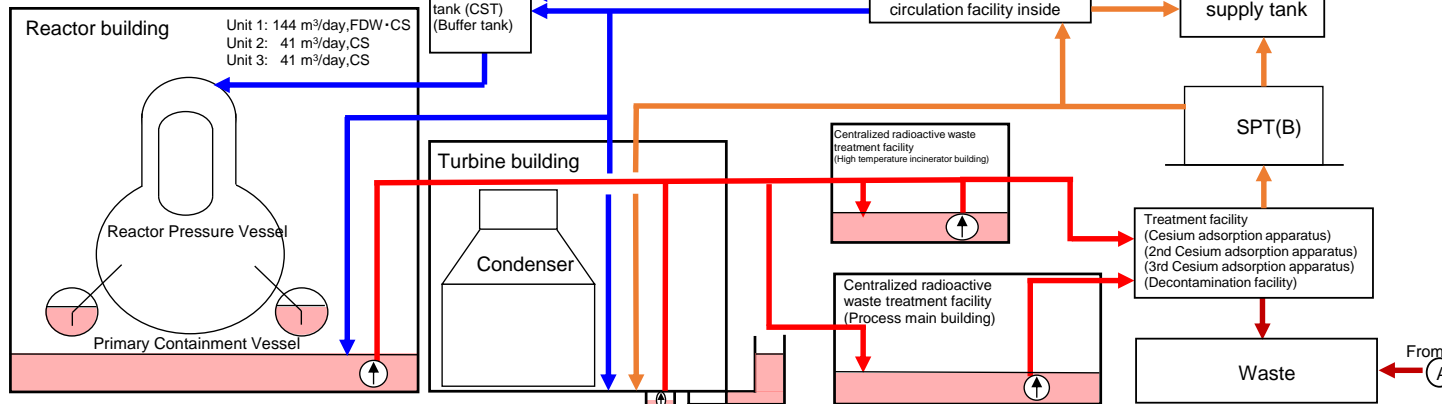 tank (CST)
(Buffer tank)
circulation facility inside
supply tank
Reactor building
Unit 1: 144 m³/day,FDW・CS
Unit 2: 41 m³/day,CS
Unit 3: 41 m³/day,CS
SPT(B)
Centralized radioactive waste
treatment facility
(High temperature incinerator building)
Turbine building
Reactor Pressure Vessel
Condenser
Treatment facility
(Cesium adsorption apparatus)
(2nd Cesium adsorption apparatus)
(3rd Cesium adsorption apparatus)
(Decontamination facility)
Centralized radioactive
waste treatment facility
(Process main building)
Primary Containment Vessel
Waste
From
A